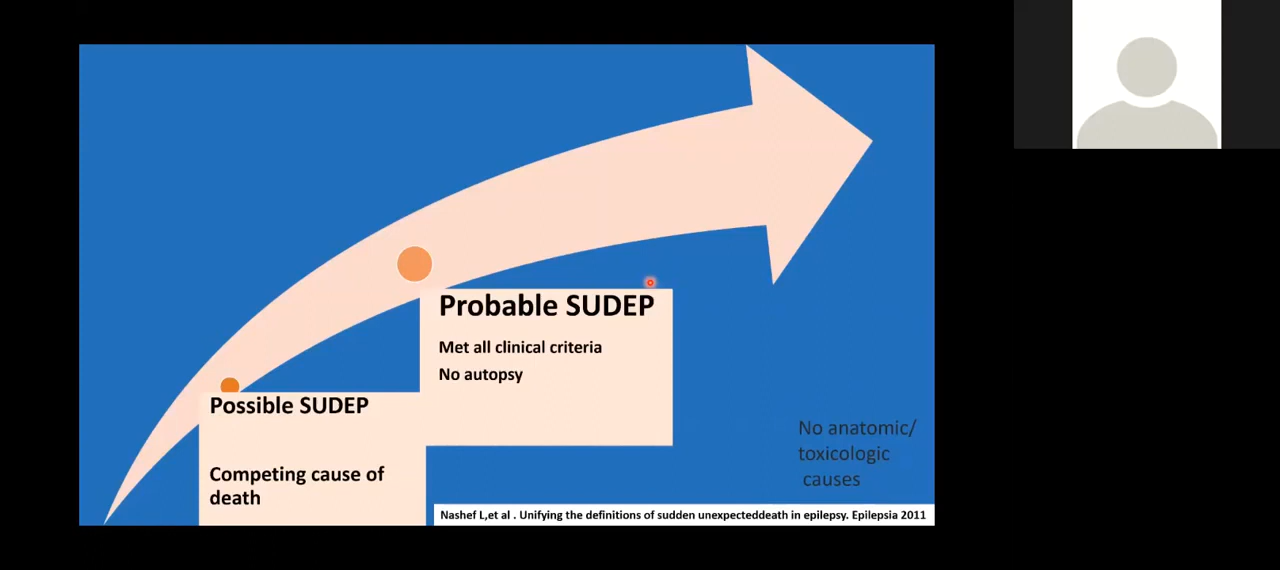 Probable SUDEP
Met all clinical criteria
No autopsy
Possible SUDEP
Competing cause of
death
No anatomic/
toxicologic
causes
Nashef L,et al . Unifying the definitions of sudden unexpecteddeath in epilepsy. Epilepsia 2011